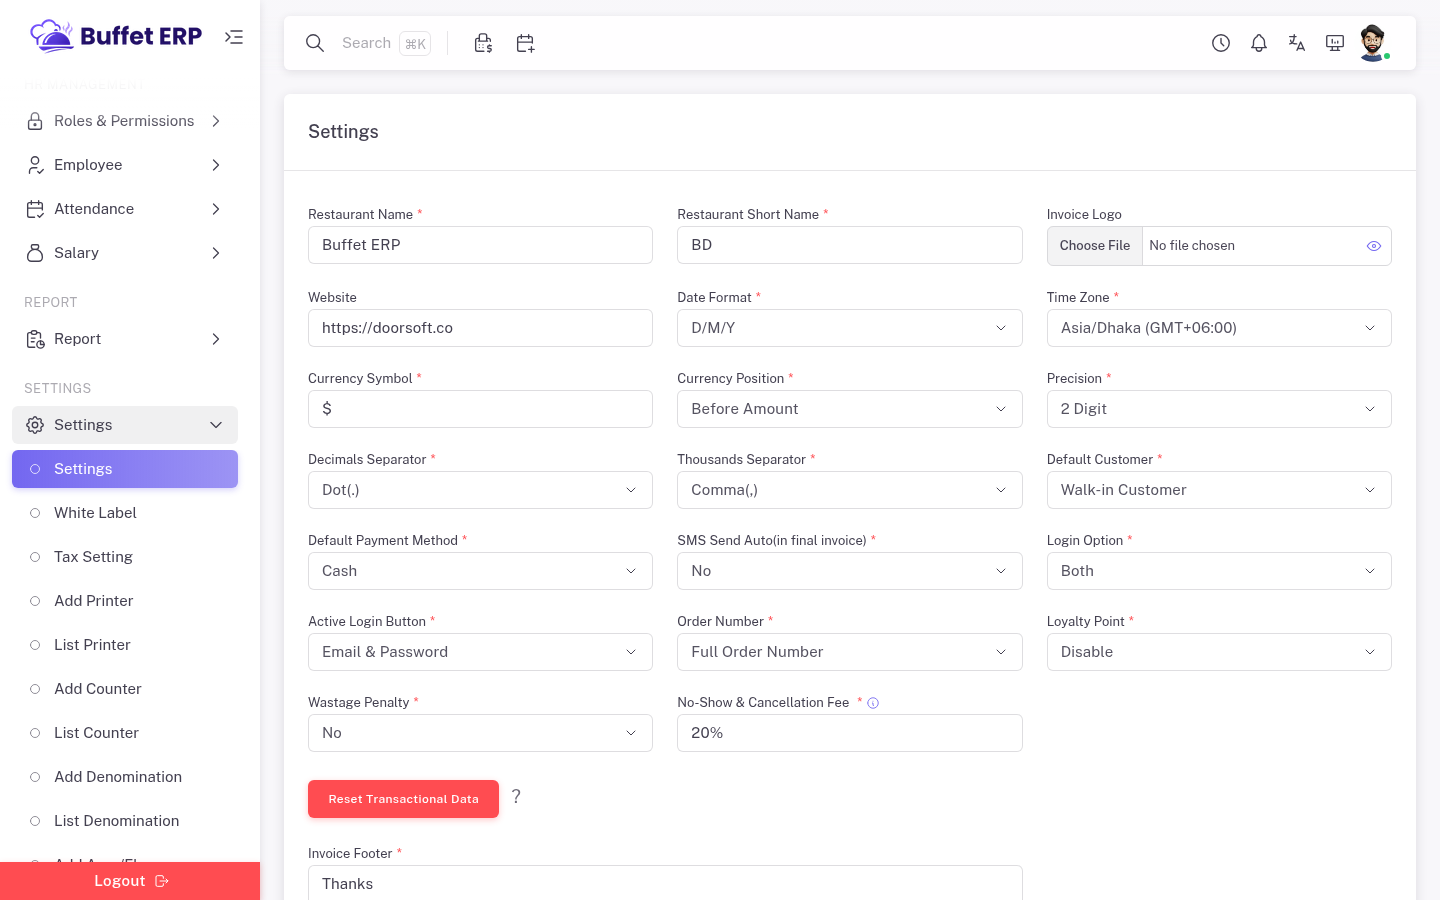 Buffet ERP
HR MANAGEMENT
Roles & Permissions
Employee
Attendance
Salary
REPORT
Report
SETTINGS
Settings
Settings
White Label
Tax Setting
Add Printer
List Printer
Add Counter
List Counter
Add Denomination
List Denomination
Logout
Search ⌘K
Settings
Restaurant Name *
Buffet ERP
Restaurant Short Name *
BD
Invoice Logo
Choose File No file chosen
Website
https://doorsoft.co
Date Format *
D/M/Y
Time Zone *
Asia/Dhaka (GMT+06:00)
Currency Symbol *
$
Currency Position *
Before Amount
Precision *
2 Digit
Decimals Separator *
Dot(.)
Thousands Separator *
Comma(,)
Default Customer *
Walk-in Customer
Default Payment Method *
Cash
SMS Send Auto(in final invoice) *
No
Login Option *
Both
Active Login Button *
Email & Password
Order Number *
Full Order Number
Loyalty Point *
Disable
Wastage Penalty *
No
No-Show & Cancellation Fee *
20%
Reset Transactional Data ?
Invoice Footer *
Thanks